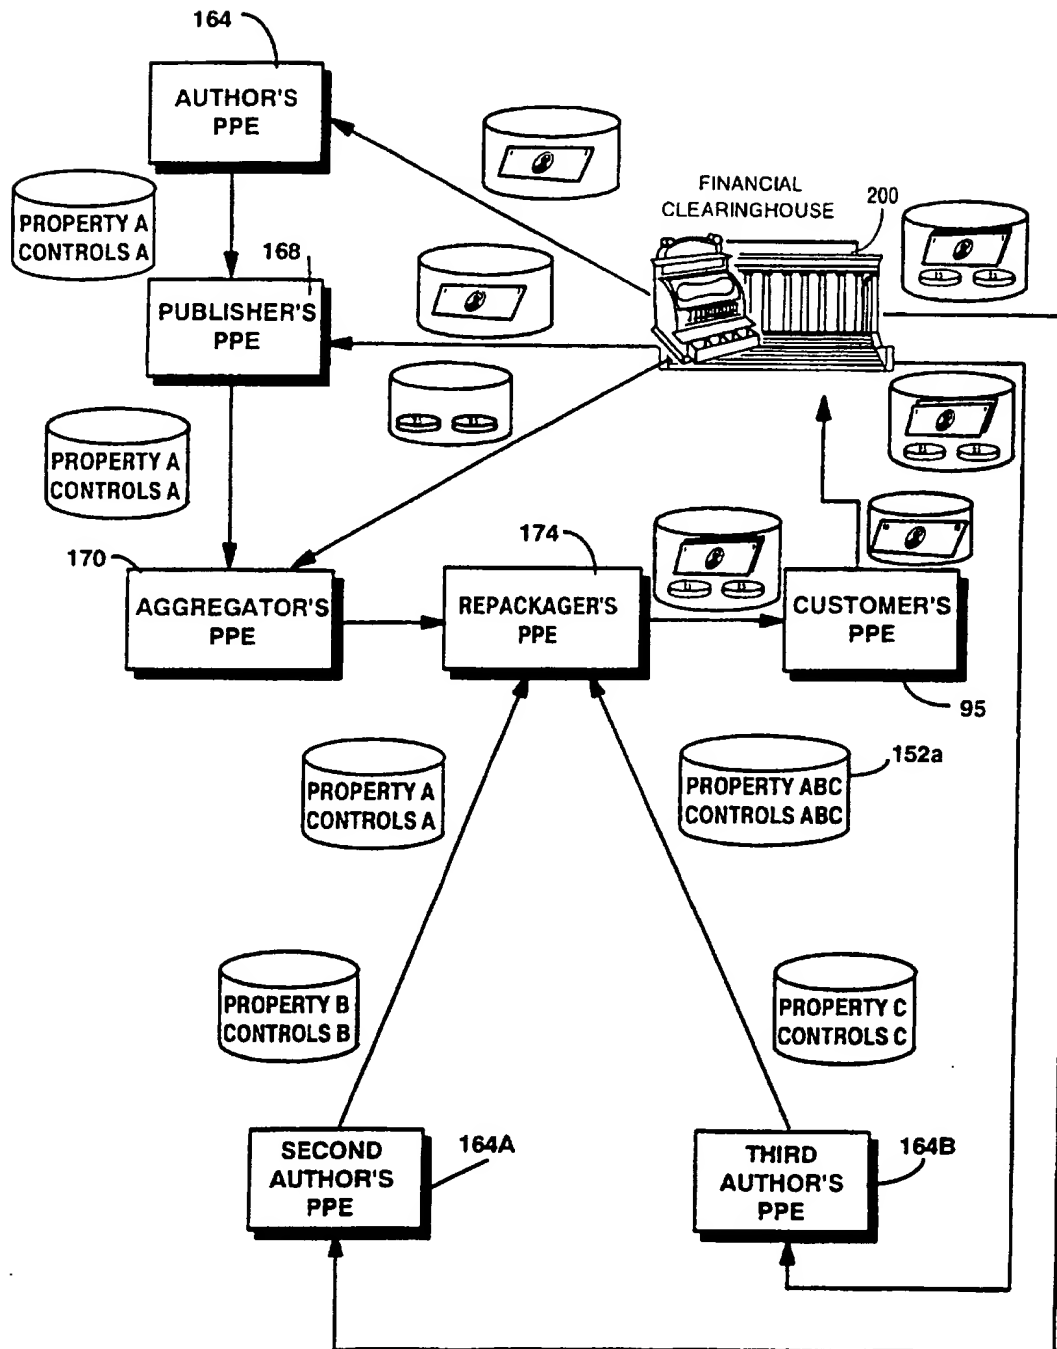 164
AUTHOR'S
PPE
PROPERTY A
CONTROLS A
FINANCIAL
CLEARINGHOUSE
200
168
PUBLISHER'S
PPE
PROPERTY A
CONTROLS A
170
AGGREGATOR'S
PPE
174
REPACKAGER'S
PPE
CUSTOMER'S
PPE
95
PROPERTY A
CONTROLS A
PROPERTY ABC
CONTROLS ABC
152a
PROPERTY B
CONTROLS B
PROPERTY C
CONTROLS C
SECOND
AUTHOR'S
PPE
164A
THIRD
AUTHOR'S
PPE
164B